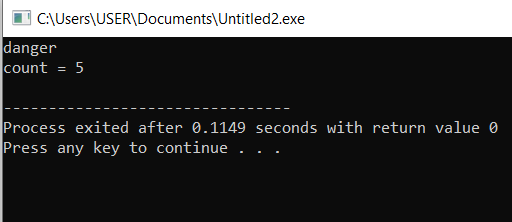 C:\Users\USER\Documents\Untitled2.exe
danger
count = 5
--------------------------------
Process exited after 0.1149 seconds with return value 0
Press any key to continue . . .